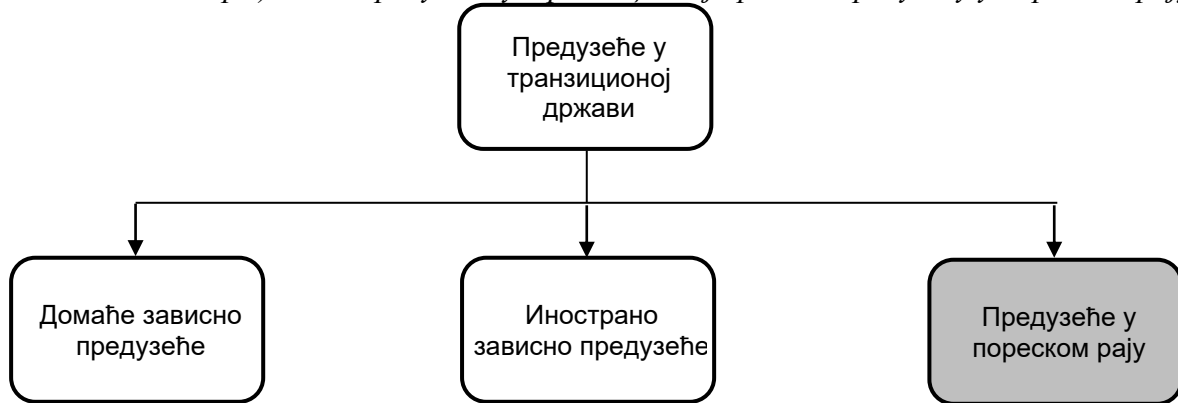 Предузеће у
транзиционој
држави
Домаће зависно
предузеће
Инострано
зависно предузеће
Предузеће у
пореском рају